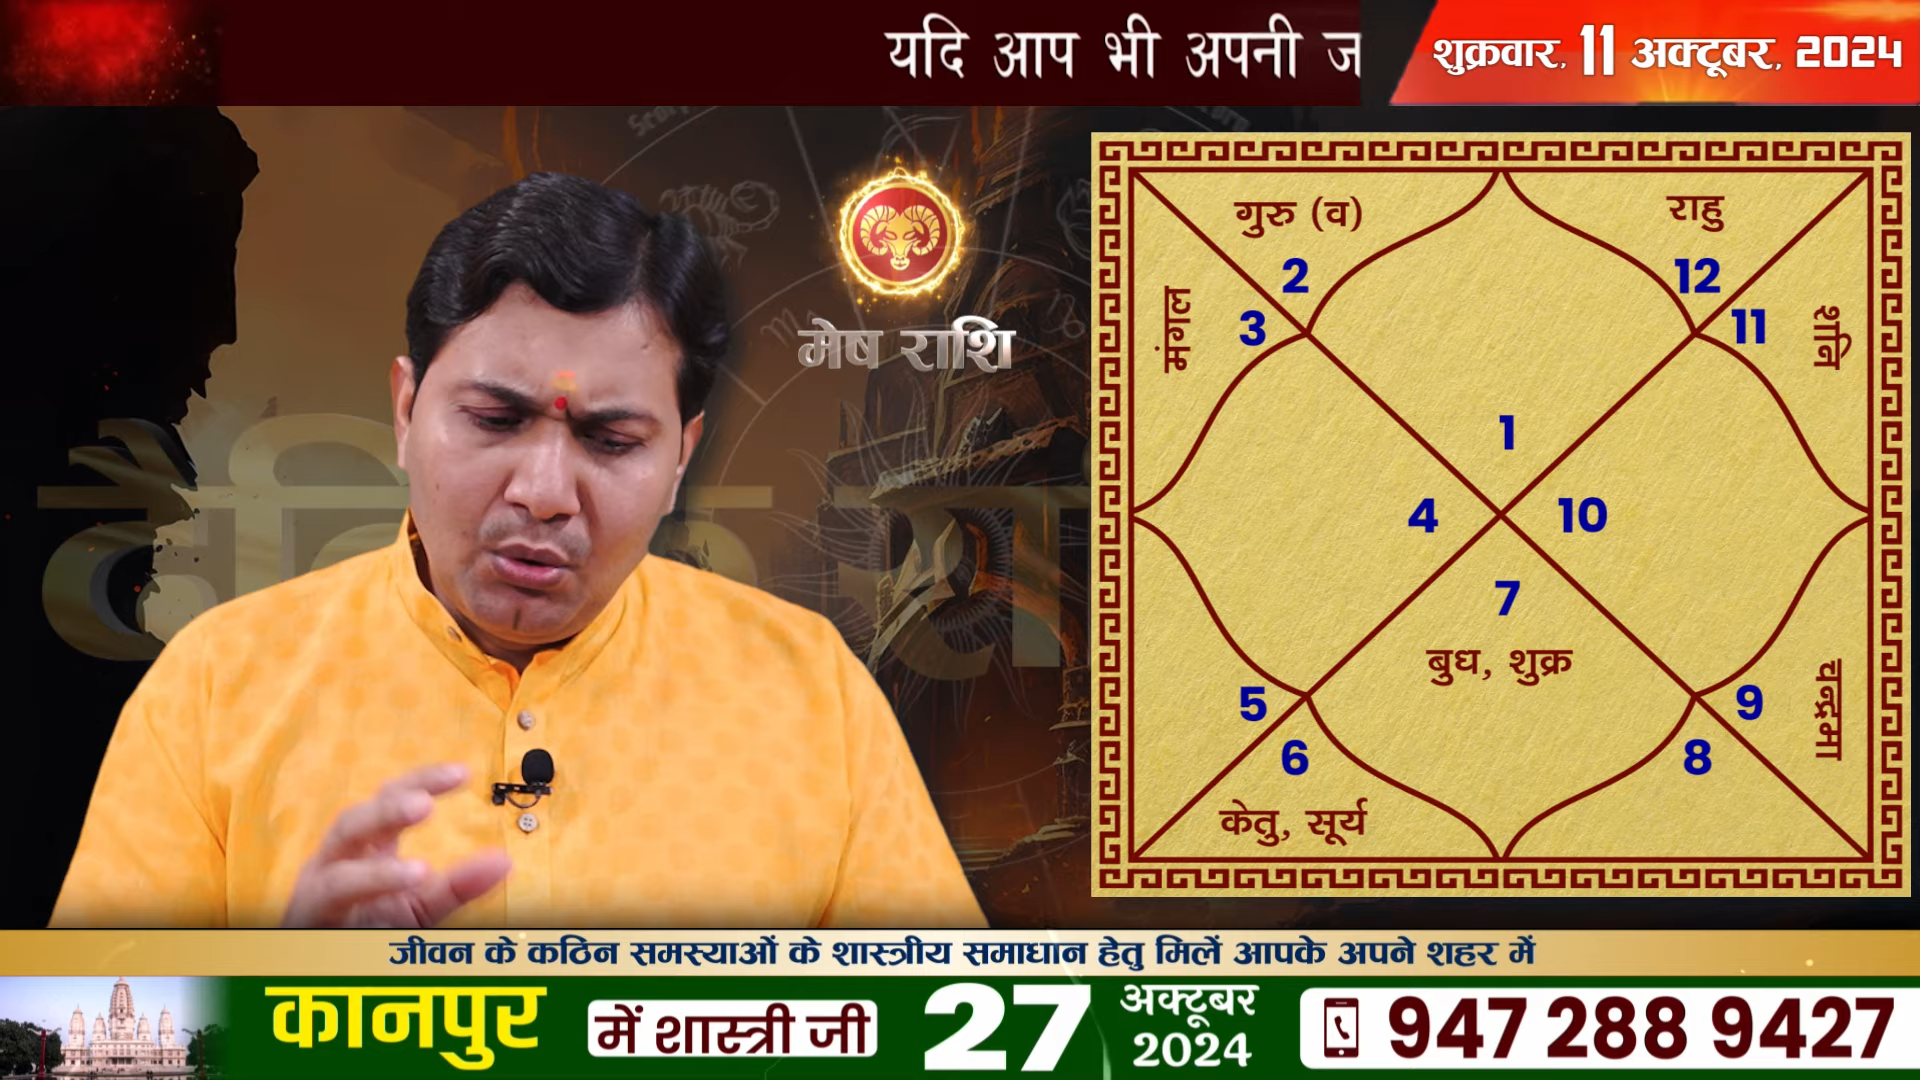 यदि आप भी अपनी ज
शुक्रवार, 11 अक्टूबर, 2024
मेष राशि
गुरु (व)
राहु
2
12
मंगल
3
11
शनि
1
4
10
7
बुध, शुक्र
5
9
चन्द्रमा
6
8
केतु, सूर्य
जीवन के कठिन समस्याओं के शास्त्रीय समाधान हेतु मिलें आपके अपने शहर में
कानपुर में शास्त्री जी 27 अक्टूबर 2024 947 288 9427